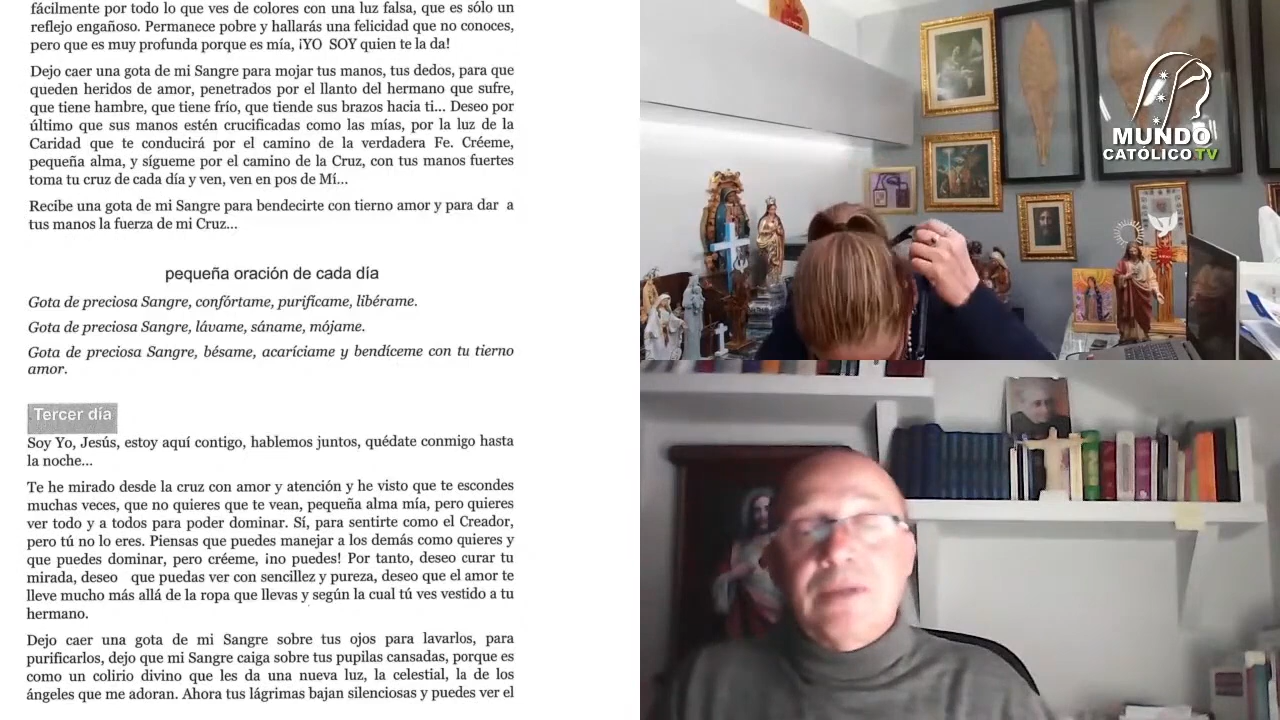 fácilmente por todo lo que ves de colores con una luz falsa, que es sólo un
reflejo engañoso. Permanece pobre y hallarás una felicidad que no conoces,
pero que es muy profunda porque es mía, ¡YO SOY quien te la da!
Dejo caer una gota de mi Sangre para mojar tus manos, tus dedos, para que
queden heridos de amor, penetrados por el llanto del hermano que sufre,
que tiene hambre, que tiene frío, que tiende sus brazos hacia ti... Deseo por
último que sus manos estén crucificadas como las mías, por la luz de la
Caridad que te conducirá por el camino de la verdadera Fe. Créeme,
pequeña alma, y sígueme por el camino de la Cruz, con tus manos fuertes
toma tu cruz de cada día y ven, ven en pos de Mí...
Recibe una gota de mi Sangre para bendecirte con tierno amor y para dar a
tus manos la fuerza de mi Cruz...
pequeña oración de cada día
Gota de preciosa Sangre, confórtame, purifícame, libérame.
Gota de preciosa Sangre, lávame, sáname, mójame.
Gota de preciosa Sangre, bésame, acaríciame y bendíceme con tu tierno
amor.
Tercer día
Soy Yo, Jesús, estoy aquí contigo, hablemos juntos, quédate conmigo hasta
la noche...
Te he mirado desde la cruz con amor y atención y he visto que te escondes
muchas veces, que no quieres que te vean, pequeña alma mía, pero quieres
ver todo y a todos para poder dominar. Sí, para sentirte como el Creador,
pero tú no lo eres. Piensas que puedes manejar a los demás como quieres y
que puedes dominar, pero créeme, ¡no puedes! Por tanto, deseo curar tu
mirada, deseo que puedas ver con sencillez y pureza, deseo que el amor te
lleve mucho más allá de la ropa que llevas y según la cual tú ves vestido a tu
hermano.
Dejo caer una gota de mi Sangre sobre tus ojos para lavarlos, para
purificarlos, dejo que mi Sangre caiga sobre tus pupilas cansadas, porque es
como un colirio divino que les da una nueva luz, la celestial, la de los
ángeles que me adoran. Ahora tus lágrimas bajan silenciosas y puedes ver el
MUNDO
CATÓLICO TV